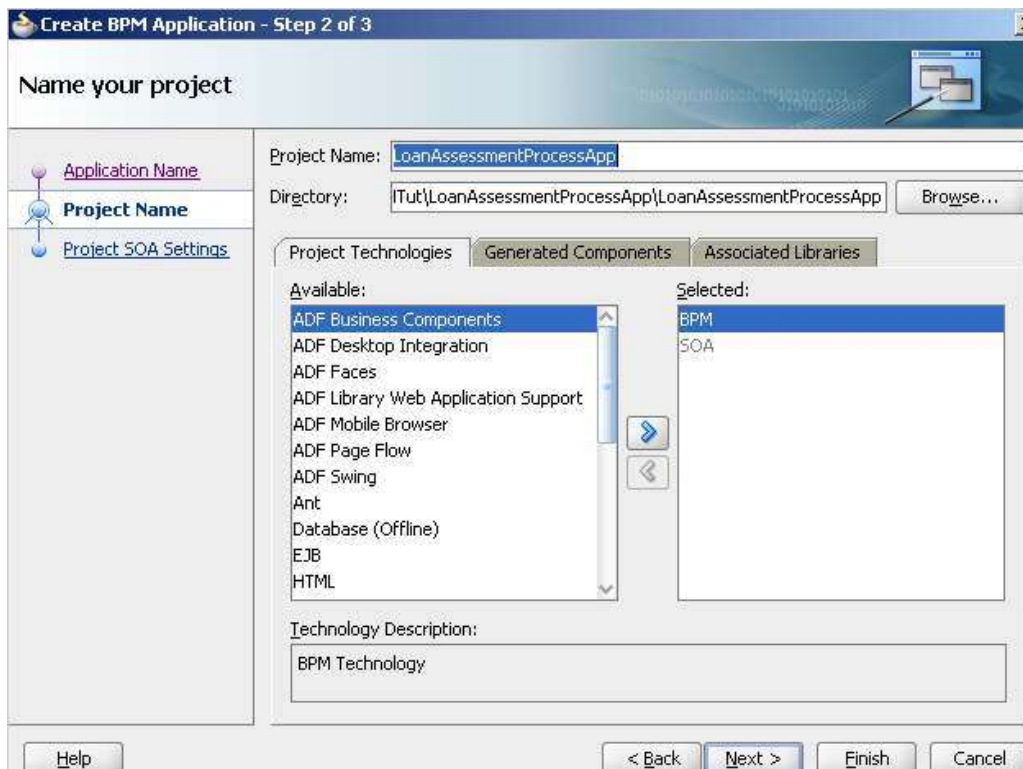 Create BPM Application - Step 2 of 3
Name your project
Application Name
Project Name
Project SOA Settings
Project Name: LoanAssessmentProcessApp
Directory: lTut\LoanAssessmentProcessApp\LoanAssessmentProcessApp Browse...
Project Technologies Generated Components Associated Libraries
Available:
ADF Business Components
ADF Desktop Integration
ADF Faces
ADF Library Web Application Support
ADF Mobile Browser
ADF Page Flow
ADF Swing
Ant
Database (Offline)
EJB
HTML
Selected:
BPM
SOA
Technology Description:
BPM Technology
Help < Back Next > Finish Cancel